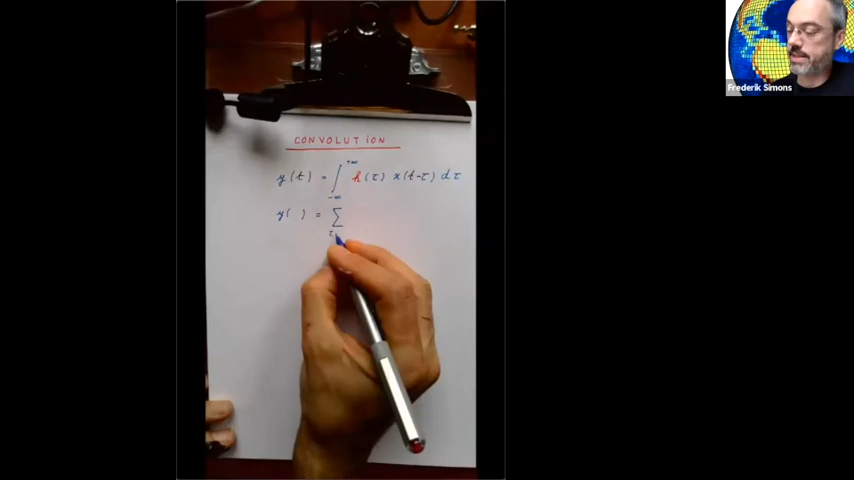 Frederik Simons
CONVOLUTION
y(t) = ∫_{-∞}^{+∞} h(τ) x(t-τ) dτ
y( ) = Σ
τ